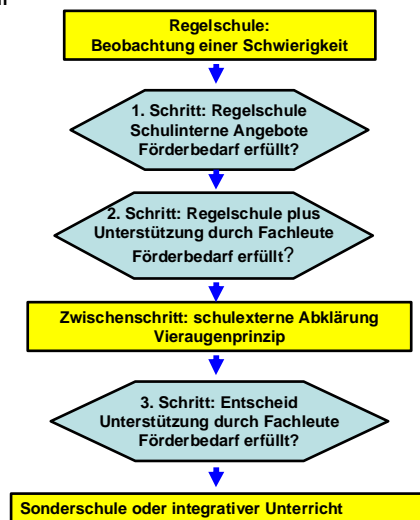 Regelschule:
Beobachtung einer Schwierigkeit
1. Schritt: Regelschule
Schulinterne Angebote
Förderbedarf erfüllt?
2. Schritt: Regelschule plus
Unterstützung durch Fachleute
Förderbedarf erfüllt?
Zwischenschritt: schulexterne Abklärung
Vieraugenprinzip
3. Schritt: Entscheid
Unterstützung durch Fachleute
Förderbedarf erfüllt?
Sonderschule oder integrativer Unterricht